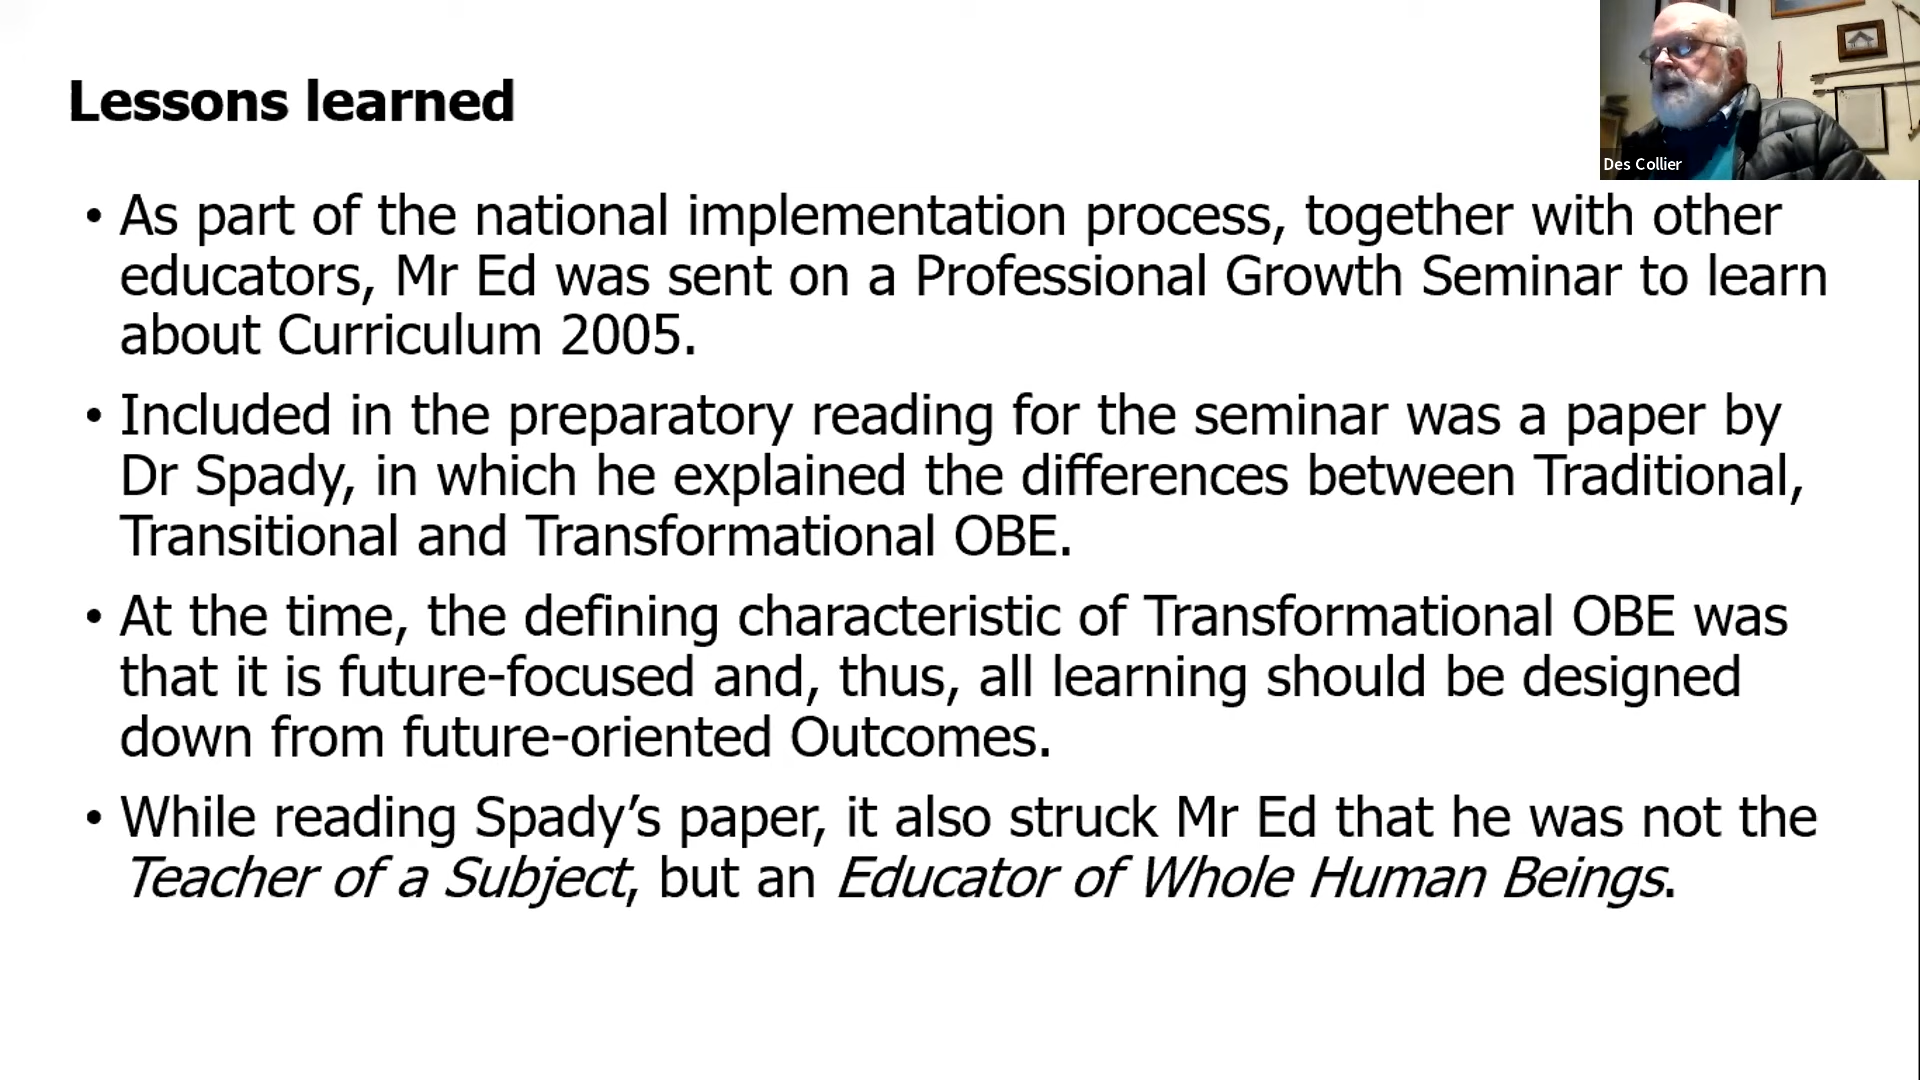 Lessons learned
Des Collier
• As part of the national implementation process, together with other
educators, Mr Ed was sent on a Professional Growth Seminar to learn
about Curriculum 2005.
• Included in the preparatory reading for the seminar was a paper by
Dr Spady, in which he explained the differences between Traditional,
Transitional and Transformational OBE.
• At the time, the defining characteristic of Transformational OBE was
that it is future-focused and, thus, all learning should be designed
down from future-oriented Outcomes.
• While reading Spady’s paper, it also struck Mr Ed that he was not the
Teacher of a Subject, but an Educator of Whole Human Beings.